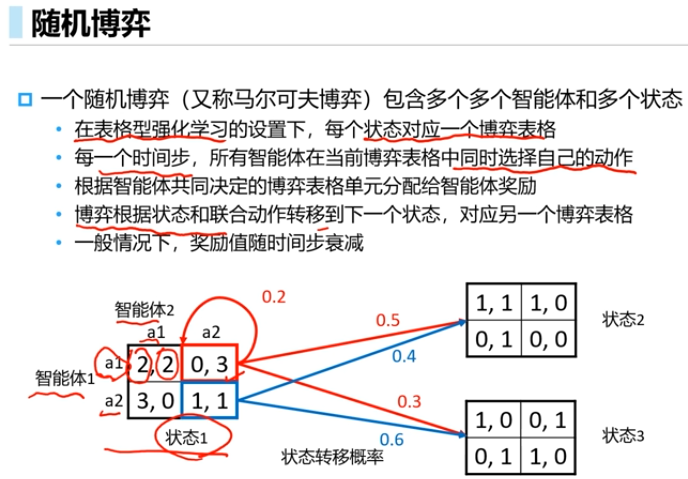 随机博弈
一个随机博弈（又称马尔可夫博弈）包含多个多个智能体和多个状态
• 在表格型强化学习的设置下，每个状态对应一个博弈表格
• 每一个时间步，所有智能体在当前博弈表格中同时选择自己的动作
• 根据智能体共同决定的博弈表格单元分配给智能体奖励
• 博弈根据状态和联合动作转移到下一个状态，对应另一个博弈表格
• 一般情况下，奖励值随时间步衰减
智能体2
a1 a2
智能体1
a1 2, 2 0, 3
a2 3, 0 1, 1
状态1
0.2
0.5
0.4
0.3
0.6
状态转移概率
1, 1 1, 0
0, 1 0, 0
状态2
1, 0 0, 1
0, 1 1, 0
状态3